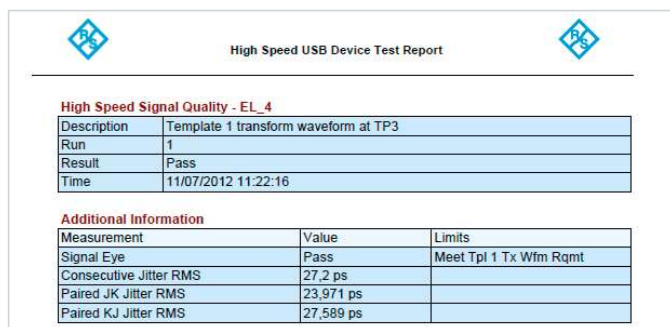 R&S
R&S
High Speed USB Device Test Report
High Speed Signal Quality - EL_4
Description Template 1 transform waveform at TP3
Run 1
Result Pass
Time 11/07/2012 11:22:16
Additional Information
Measurement Value Limits
Signal Eye Pass Meet Tpl 1 Tx Wfm Rqmt
Consecutive Jitter RMS 27,2 ps
Paired JK Jitter RMS 23,971 ps
Paired KJ Jitter RMS 27,589 ps